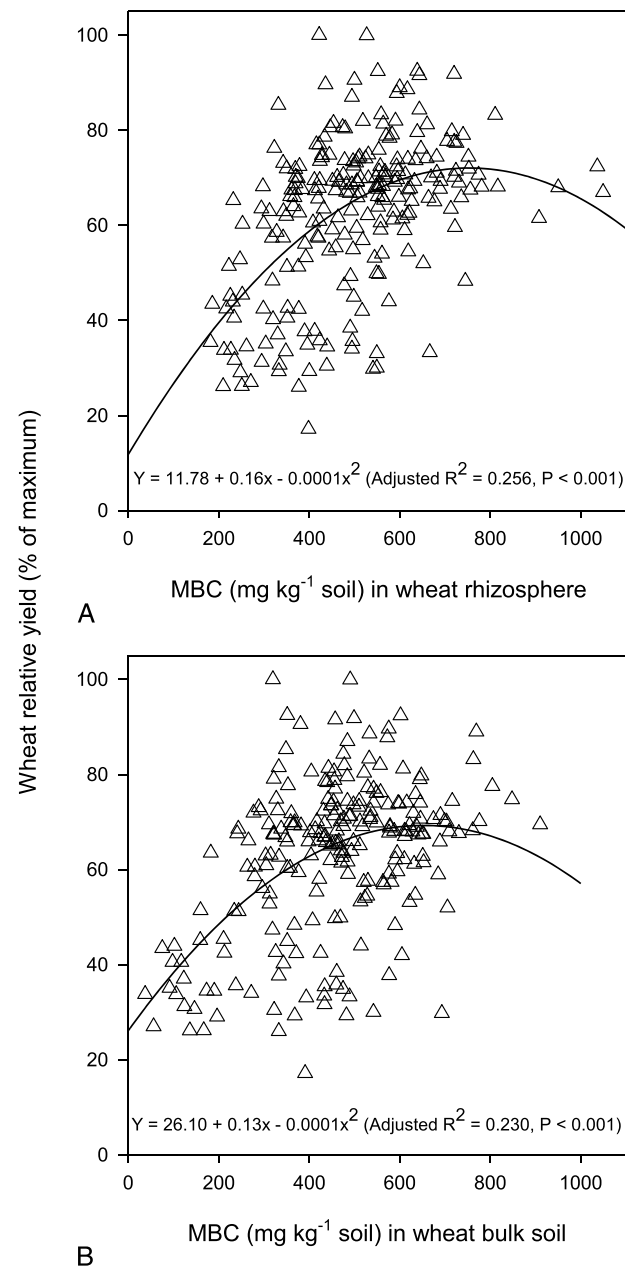 Wheat relative yield (% of maximum)
100
80
60
40
20
0
Y = 11.78 + 0.16x - 0.0001x² (Adjusted R² = 0.256, P < 0.001)
0 200 400 600 800 1000
MBC (mg kg⁻¹ soil) in wheat rhizosphere
A
100
80
60
40
20
0
Y = 26.10 + 0.13x - 0.0001x² (Adjusted R² = 0.230, P < 0.001)
0 200 400 600 800 1000
MBC (mg kg⁻¹ soil) in wheat bulk soil
B